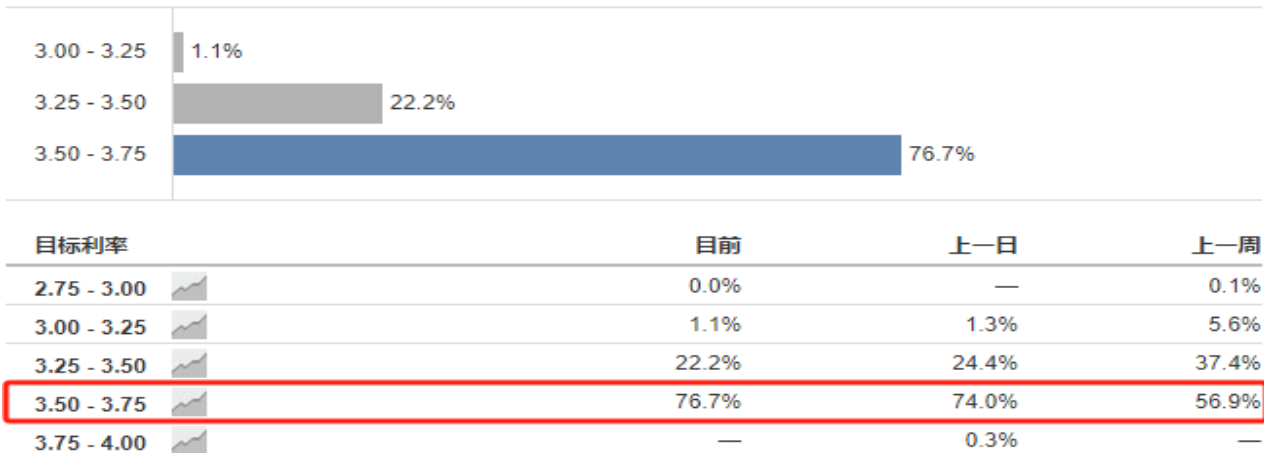 3.00 - 3.25 1.1%
3.25 - 3.50 22.2%
3.50 - 3.75 76.7%
目标利率 目前 上一日 上一周
2.75 - 3.00 0.0% — 0.1%
3.00 - 3.25 1.1% 1.3% 5.6%
3.25 - 3.50 22.2% 24.4% 37.4%
3.50 - 3.75 76.7% 74.0% 56.9%
3.75 - 4.00 — 0.3% —